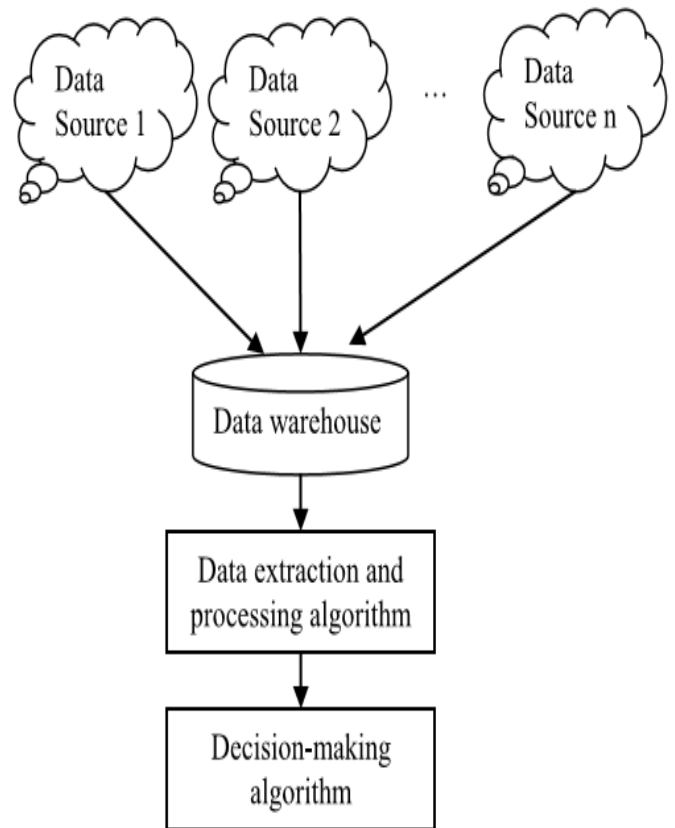 Data
Source 1
Data
Source 2
...
Data
Source n
Data warehouse
Data extraction and
processing algorithm
Decision-making
algorithm